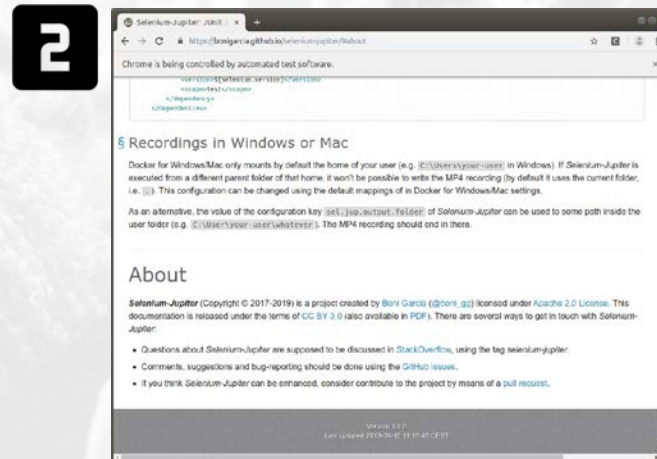 2
Selenium-Jupiter: JUnit 5
https://bonigarcia.github.io/selenium-jupiter/#about
Chrome is being controlled by automated test software.
<version>${selenium.version}</version>
<scope>test</scope>
</dependency>
</dependencies>
§ Recordings in Windows or Mac
Docker for Windows/Mac only mounts by default the home of your user (e.g. C:\Users\your-user in Windows). If Selenium-Jupiter is
executed from a different parent folder of that home, it won't be possible to write the MP4 recording (by default it uses the current folder,
i.e. .). This configuration can be changed using the default mappings of in Docker for Windows/Mac settings.
As an alternative, the value of the configuration key sel.jup.output.folder of Selenium-Jupiter can be used to some path inside the
user folder (e.g. C:\User\your-user\whatever). The MP4 recording should end in there.
About
Selenium-Jupiter (Copyright © 2017-2019) is a project created by Boni Garcia (@boni_gg) licensed under Apache 2.0 License. This
documentation is released under the terms of CC BY 3.0 (also available in PDF). There are several ways to get in touch with Selenium-
Jupiter:
• Questions about Selenium-Jupiter are supposed to be discussed in StackOverflow, using the tag selenium-jupiter.
• Comments, suggestions and bug-reporting should be done using the GitHub issues.
• If you think Selenium-Jupiter can be enhanced, consider contribute to the project by means of a pull request.
Last updated